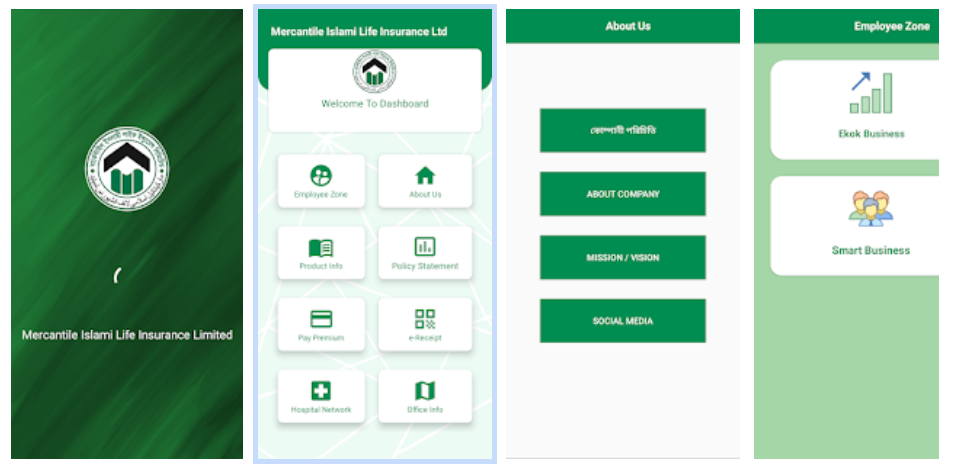 Mercantile Islami Life Insurance Limited
Mercantile Islami Life Insurance Ltd
Welcome To Dashboard
Employee Zone
About Us
Product Info
Policy Statement
Pay Premium
e-Receipt
Hospital Network
Office Info
About Us
কোম্পানী পরিচিতি
ABOUT COMPANY
MISSION / VISION
SOCIAL MEDIA
Employee Zone
Ekok Business
Smart Business